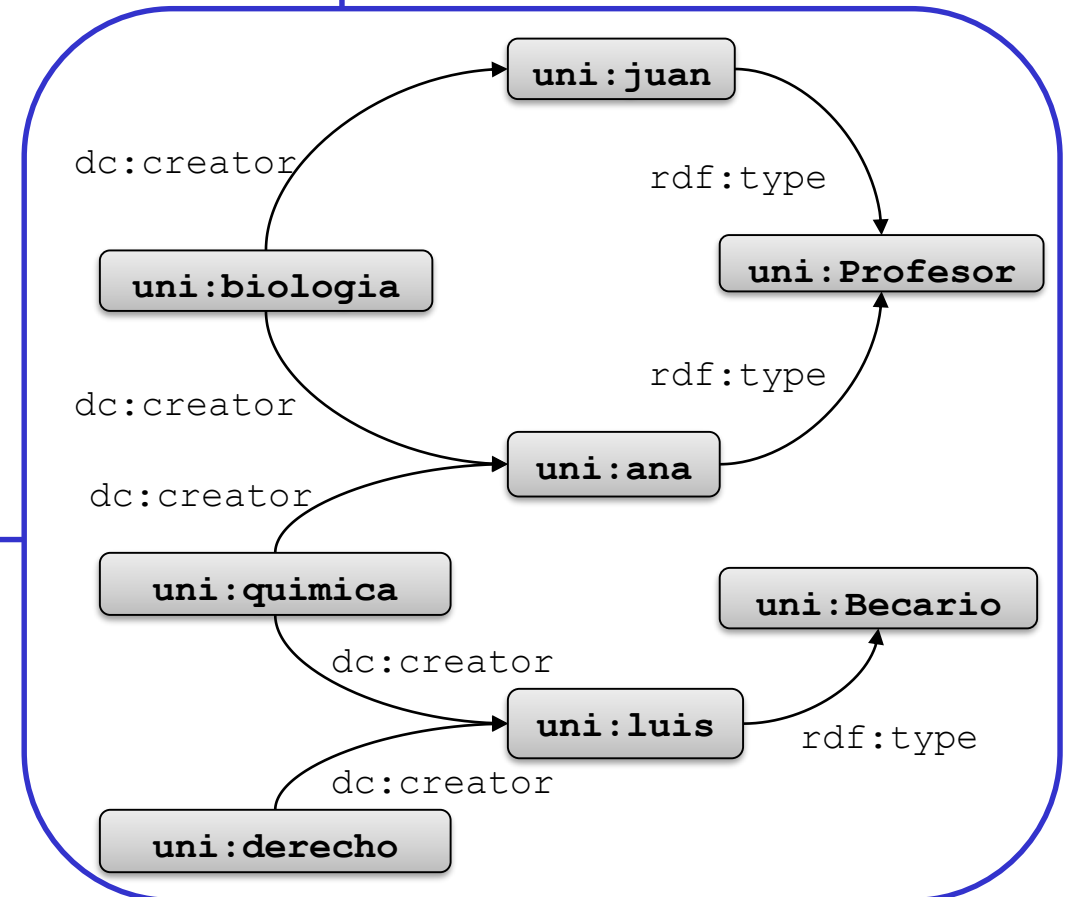 uni:juan
dc:creator
rdf:type
uni:biologia
uni:Profesor
rdf:type
dc:creator
uni:ana
dc:creator
uni:quimica
uni:Becario
dc:creator
uni:luis
rdf:type
dc:creator
uni:derecho